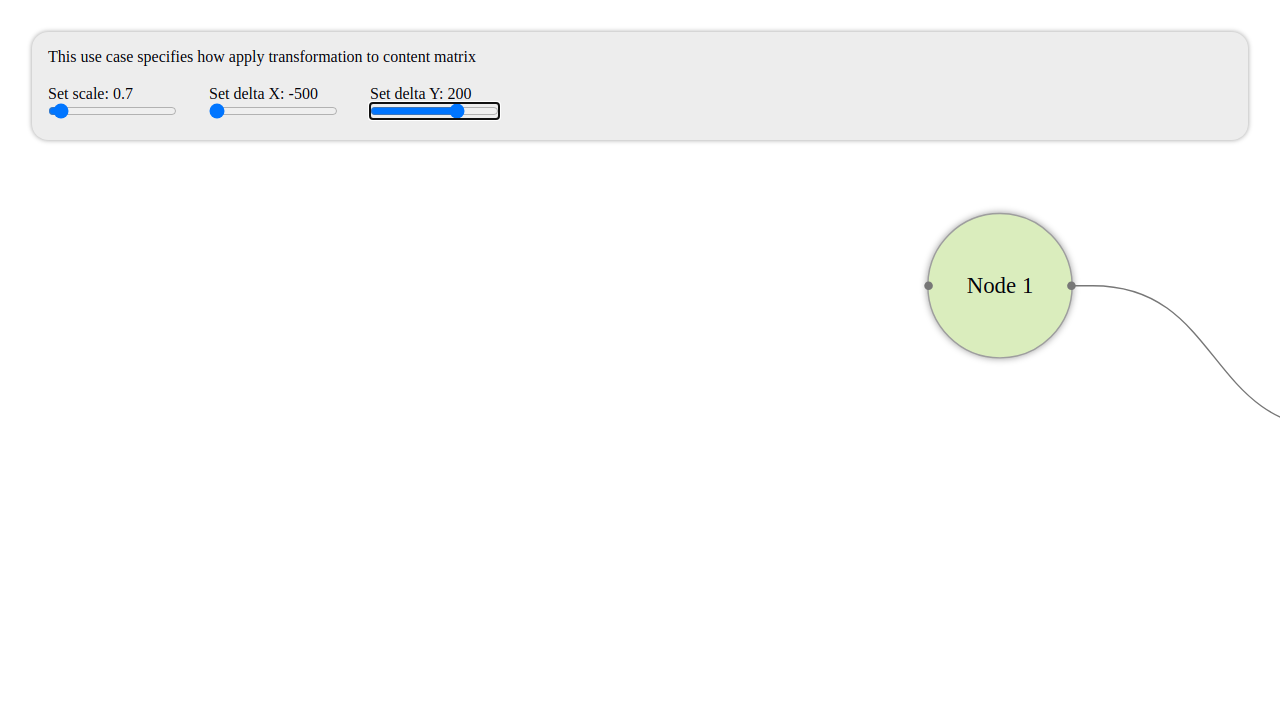 This use case specifies how apply transformation to content matrix
Set scale: 0.7 Set delta X: -500 Set delta Y: 200
Node 1